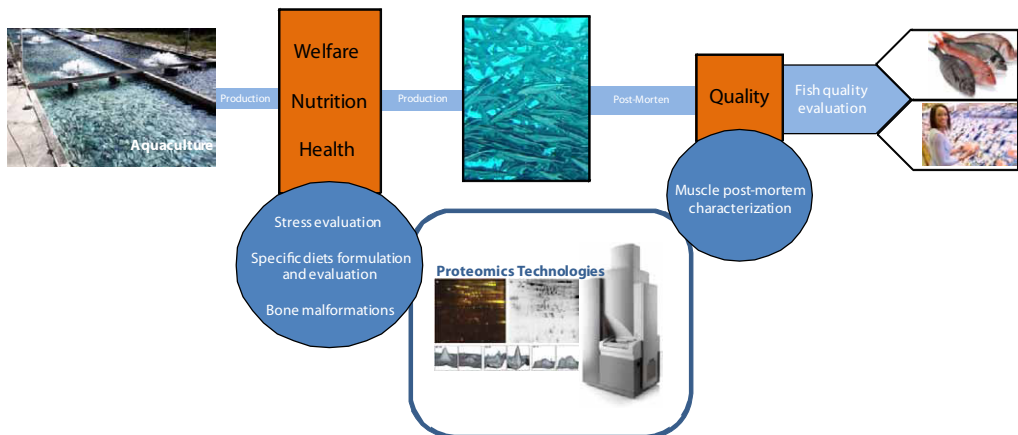 Aquaculture
Production
Welfare
Nutrition
Health
Production
Post-Morten
Quality
Fish quality
evaluation
Stress evaluation
Specific diets formulation
and evaluation
Bone malformations
Muscle post-mortem
characterization
Proteomics Technologies